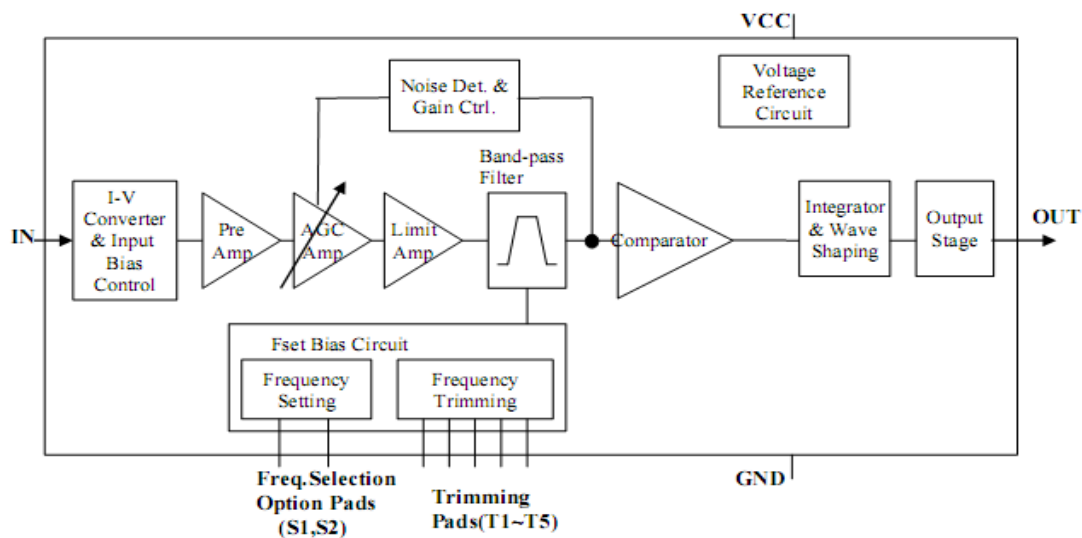 VCC
Noise Det. &
Gain Ctrl.
Voltage
Reference
Circuit
Band-pass
Filter
I-V
Converter
& Input
Bias
Control
IN
Pre
Amp
AGC
Amp
Limit
Amp
Comparator
Integrator
& Wave
Shaping
Output
Stage
OUT
Fset Bias Circuit
Frequency
Setting
Frequency
Trimming
Freq.Selection
Option Pads
(S1,S2)
Trimming
Pads(T1~T5)
GND